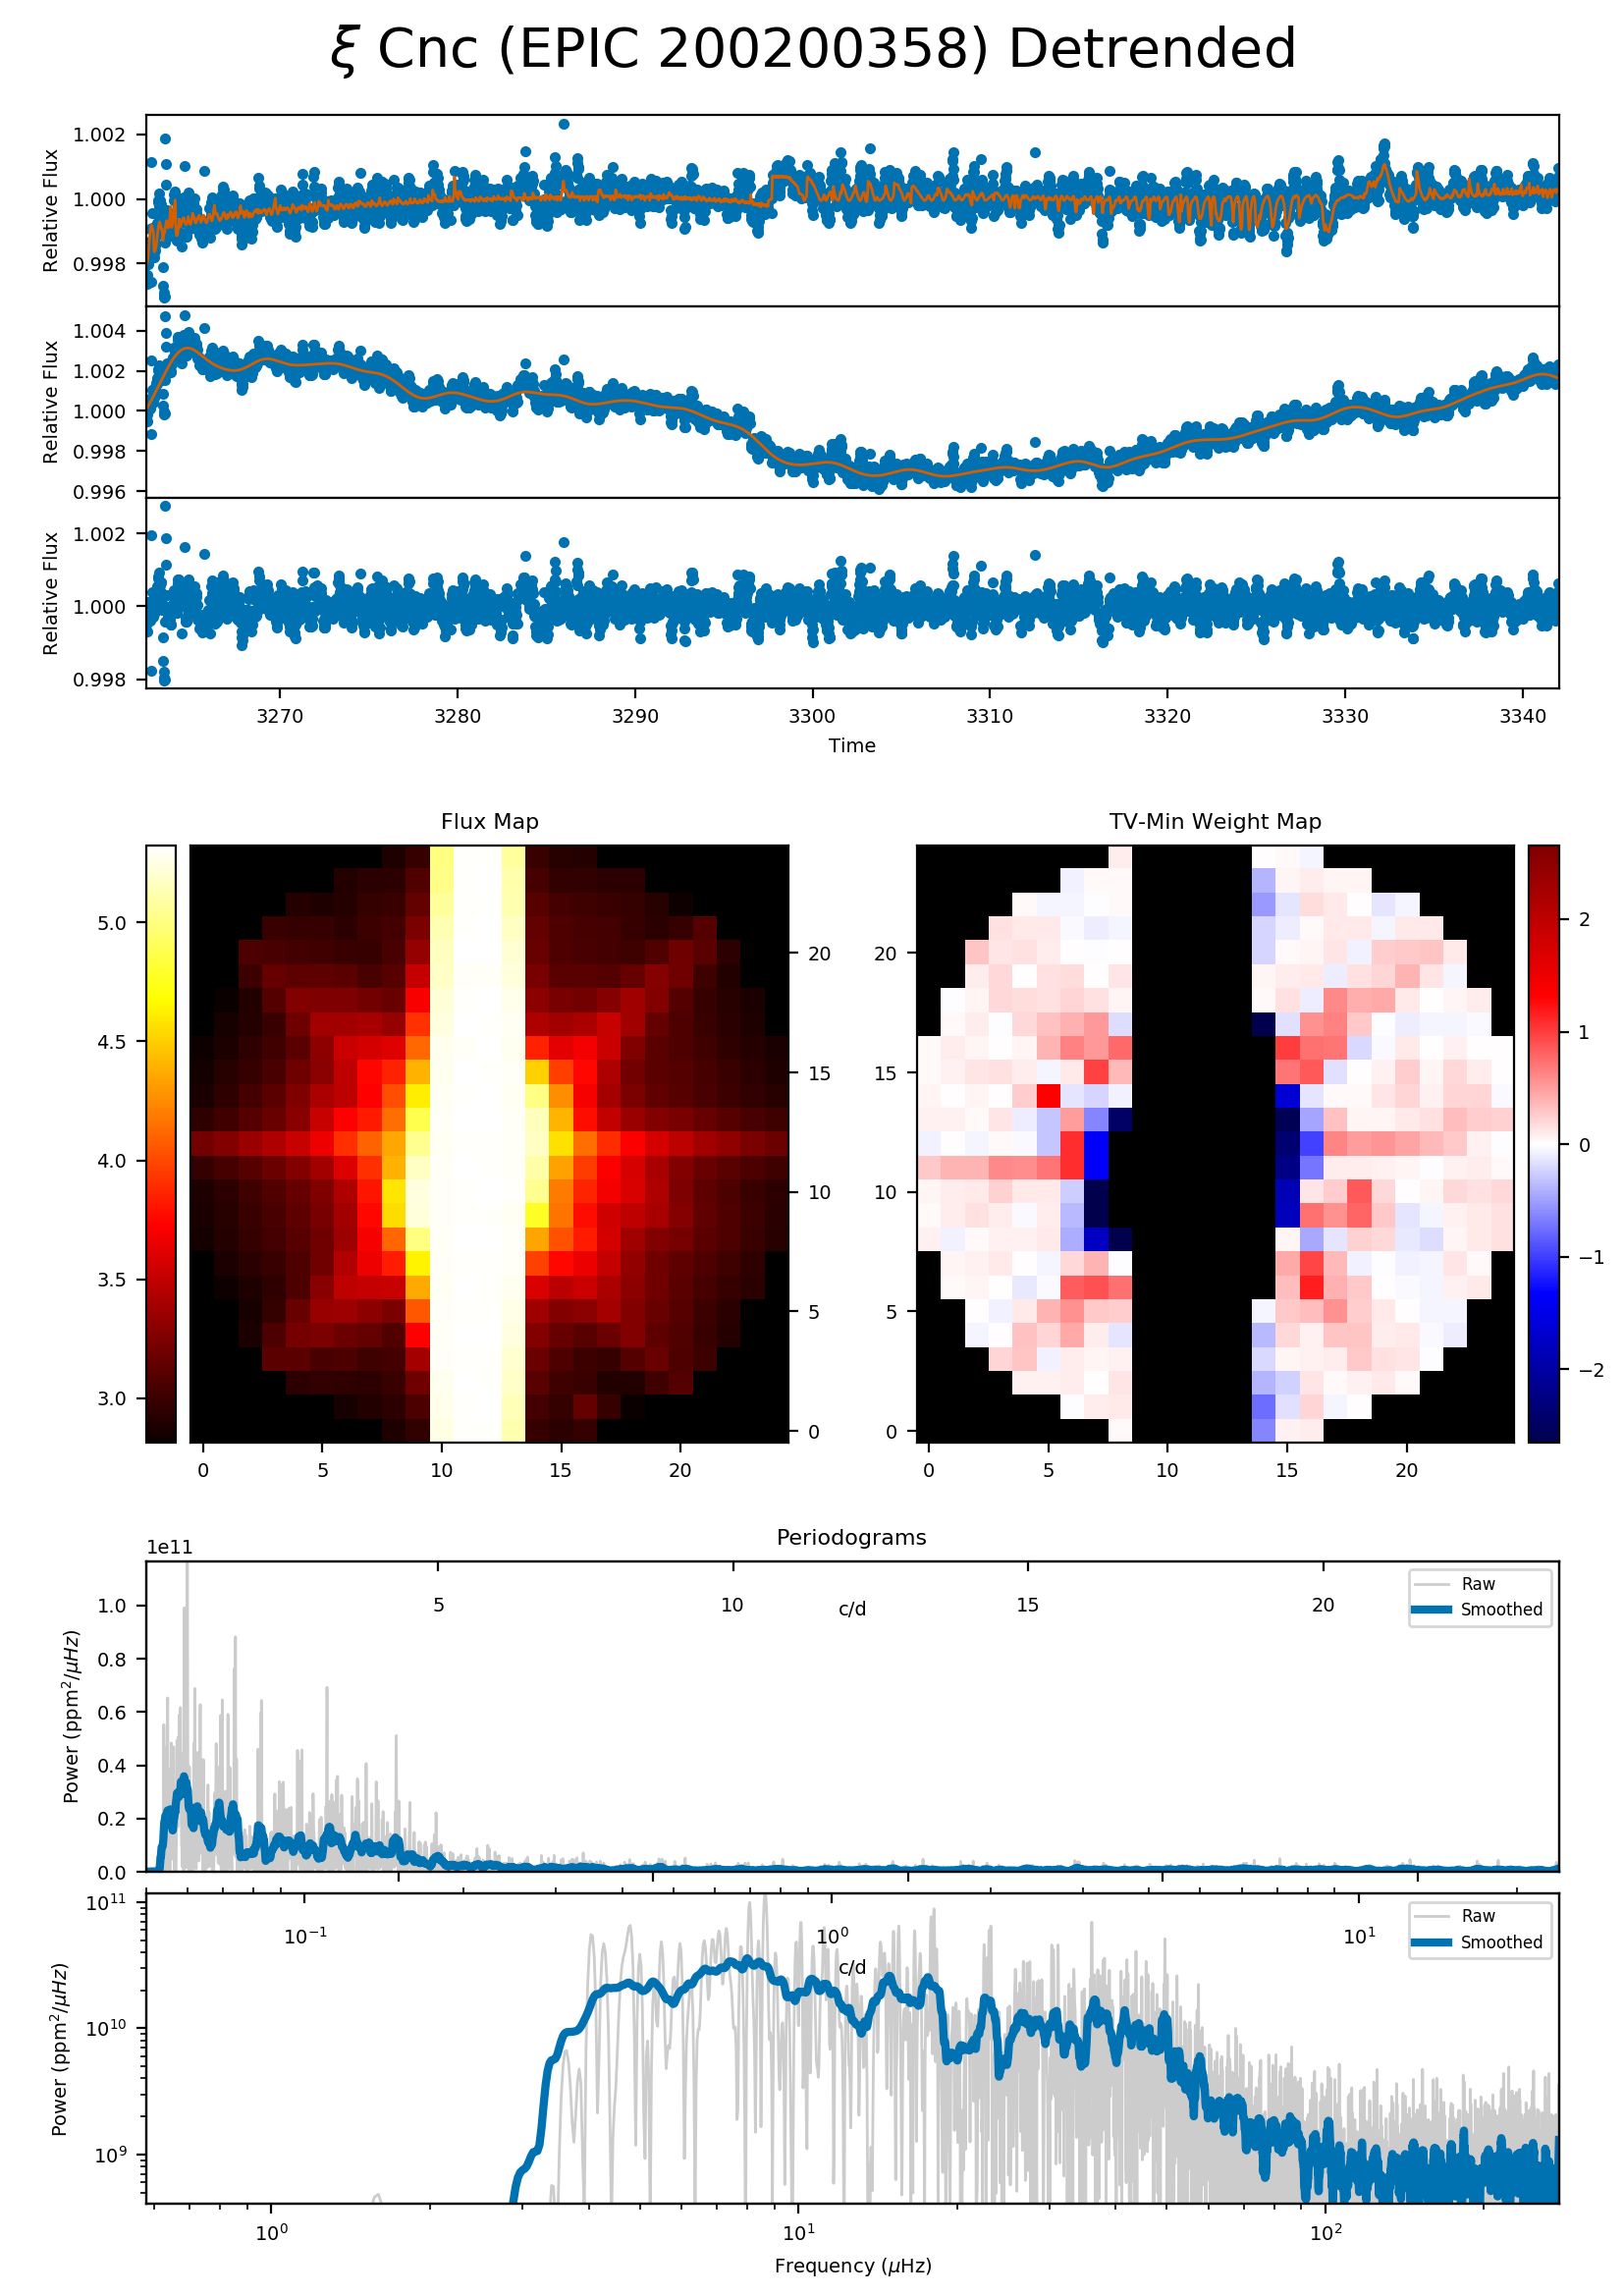 ξ Cnc (EPIC 200200358) Detrended
Relative Flux
1.002
1.000
0.998
Relative Flux
1.004
1.002
1.000
0.998
0.996
Relative Flux
1.002
1.000
0.998
3270 3280 3290 3300 3310 3320 3330 3340
Time
Flux Map
5.0
4.5
4.0
3.5
3.0
20
15
10
5
0
0 5 10 15 20
TV-Min Weight Map
20
15
10
5
0
0 5 10 15 20
2
1
0
−1
−2
Periodograms
1e11
Power (ppm²/μHz)
1.0
0.8
0.6
0.4
0.2
0.0
5 10 15 20
c/d
Raw
Smoothed
Power (ppm²/μHz)
10¹¹
10¹⁰
10⁹
10⁻¹ 10⁰ 10¹
c/d
Raw
Smoothed
10⁰ 10¹ 10²
Frequency (μHz)